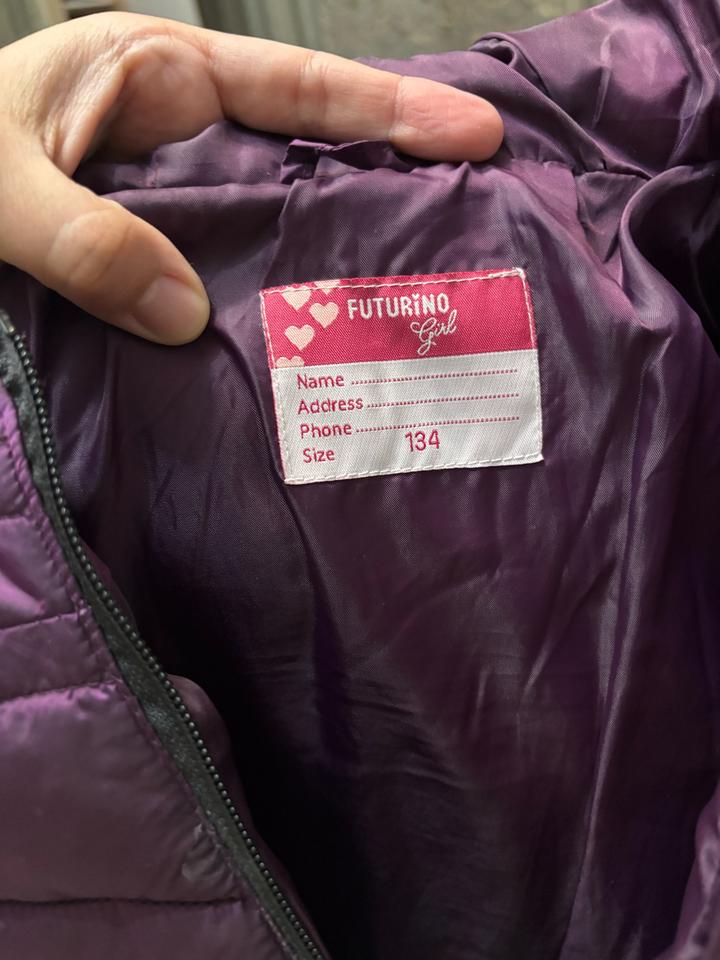 FUTURiNO
Girl
Name ................................
Address ................................
Phone ................................
Size 134